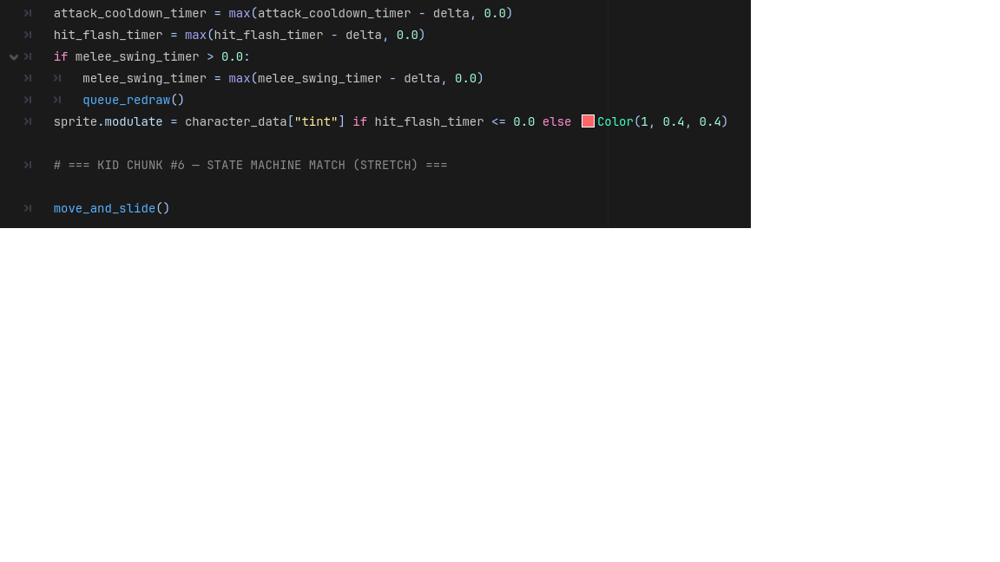 attack_cooldown_timer = max(attack_cooldown_timer - delta, 0.0)
hit_flash_timer = max(hit_flash_timer - delta, 0.0)
if melee_swing_timer > 0.0:
melee_swing_timer = max(melee_swing_timer - delta, 0.0)
queue_redraw()
sprite.modulate = character_data["tint"] if hit_flash_timer <= 0.0 else Color(1, 0.4, 0.4)
# === KID CHUNK #6 — STATE MACHINE MATCH (STRETCH) ===
move_and_slide()